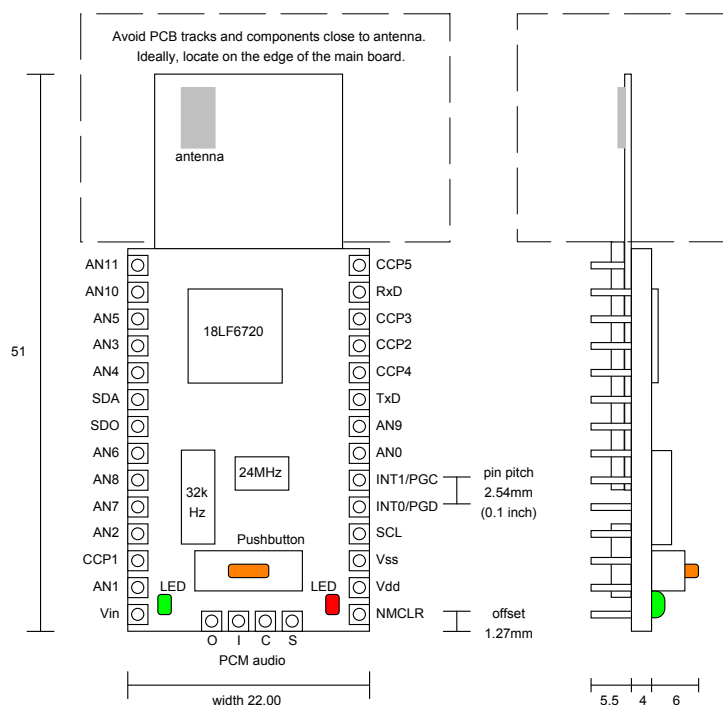 Avoid PCB tracks and components close to antenna.
Ideally, locate on the edge of the main board.
antenna
AN11
CCP5
AN10
RxD
AN5
CCP3
18LF6720
AN3
CCP2
51
AN4
CCP4
SDA
TxD
SDO
AN9
AN6
AN0
AN8
24MHz
INT1/PGC
pin pitch
32k
Hz
2.54mm
AN7
INT0/PGD
(0.1 inch)
AN2
Pushbutton
SCL
CCP1
Vss
AN1
LED
LED
Vdd
Vin
NMCLR
offset
1.27mm
O I C S
PCM audio
width 22.00
5.5 4 6